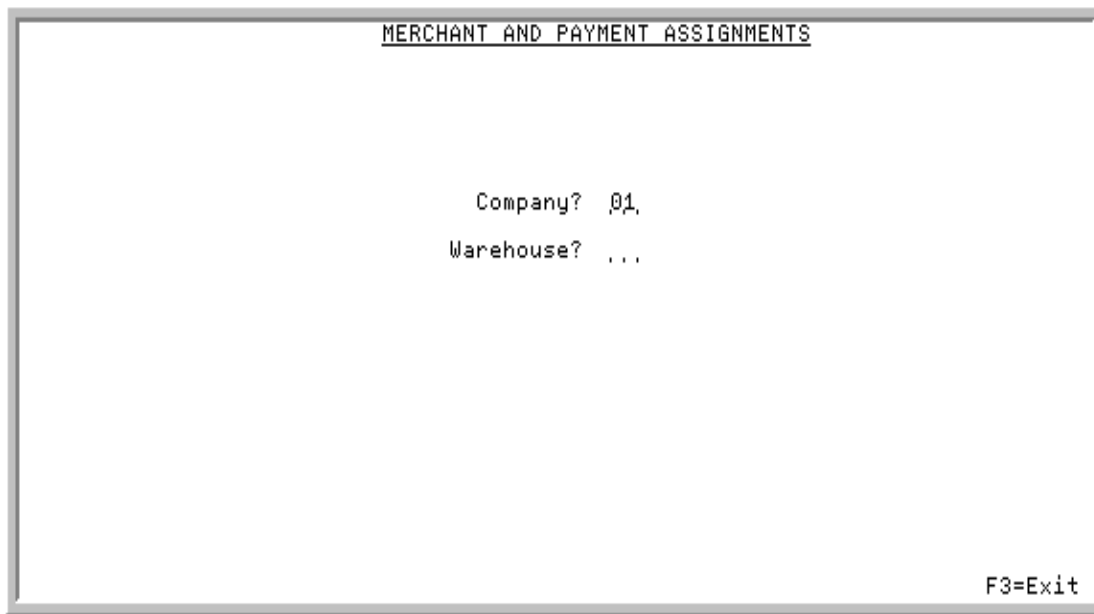 MERCHANT AND PAYMENT ASSIGNMENTS
Company? 01
Warehouse? ...
F3=Exit